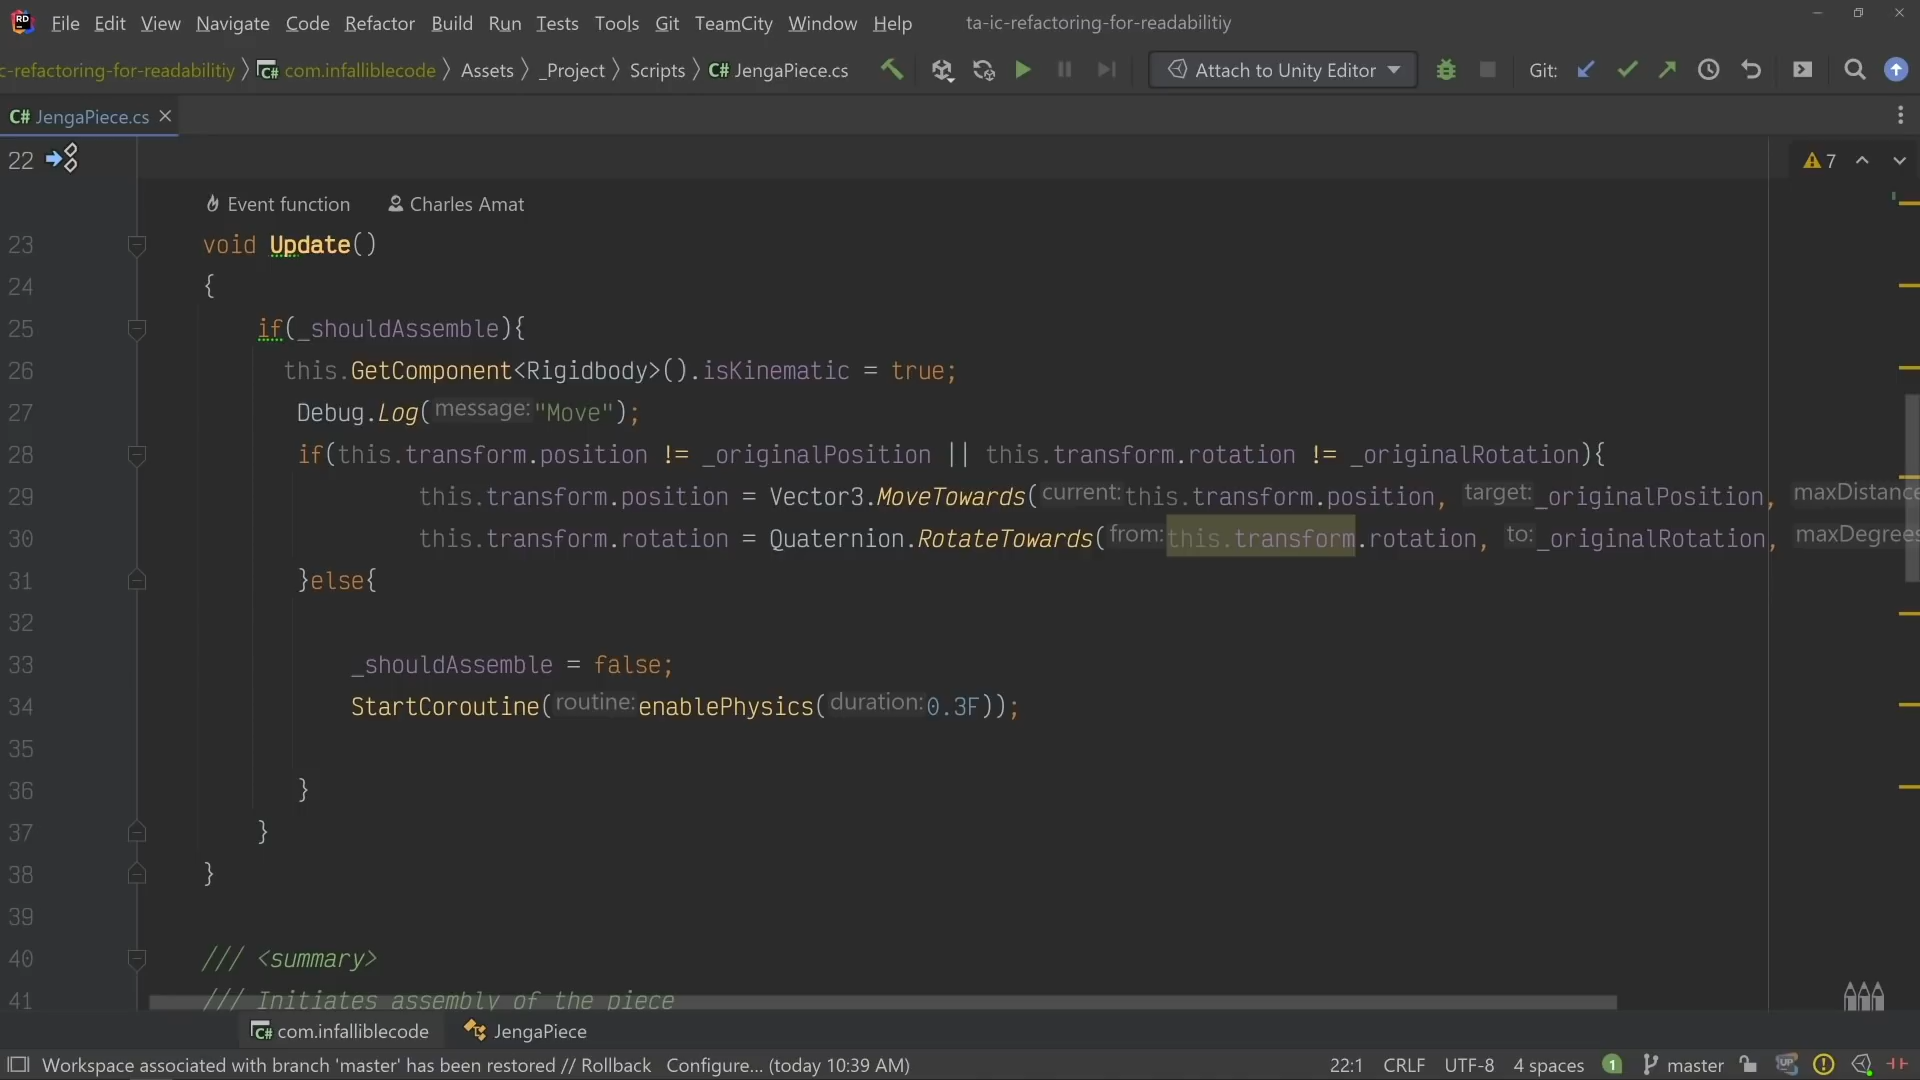 File Edit View Navigate Code Refactor Build Run Tests Tools Git TeamCity Window Help ta-ic-refactoring-for-readabilitiy
c-refactoring-for-readabilitiy com.infalliblecode Assets _Project Scripts C# JengaPiece.cs Attach to Unity Editor Git:
C# JengaPiece.cs
22 7
Event function Charles Amat
23 void Update()
24 {
25 if(_shouldAssemble){
26 this.GetComponent<Rigidbody>().isKinematic = true;
27 Debug.Log(message:"Move");
28 if(this.transform.position != _originalPosition || this.transform.rotation != _originalRotation){
29 this.transform.position = Vector3.MoveTowards(current:this.transform.position, target:_originalPosition, maxDistance
30 this.transform.rotation = Quaternion.RotateTowards(from:this.transform.rotation, to:_originalRotation, maxDegrees
31 }else{
32
33 _shouldAssemble = false;
34 StartCoroutine(routine:enablePhysics(duration:0.3F));
35
36 }
37 }
38 }
39
40 /// <summary>
41 /// Initiates assembly of the piece
com.infalliblecode JengaPiece
Workspace associated with branch 'master' has been restored // Rollback Configure... (today 10:39 AM) 22:1 CRLF UTF-8 4 spaces 1 master